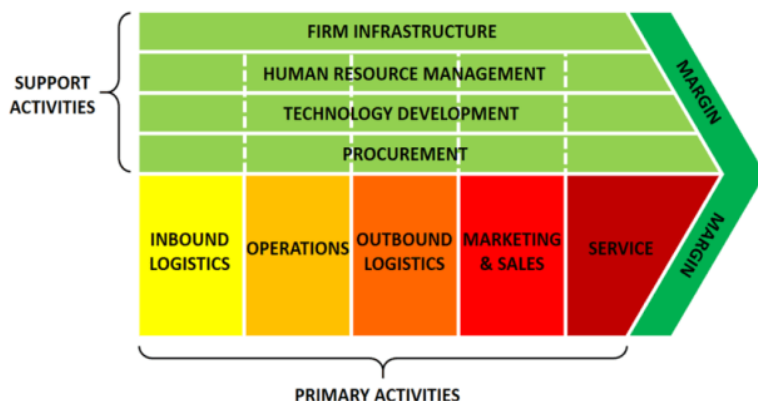 FIRM INFRASTRUCTURE
HUMAN RESOURCE MANAGEMENT
TECHNOLOGY DEVELOPMENT
PROCUREMENT
SUPPORT
ACTIVITIES
MARGIN
INBOUND
LOGISTICS
OPERATIONS
OUTBOUND
LOGISTICS
MARKETING
& SALES
SERVICE
MARGIN
PRIMARY ACTIVITIES